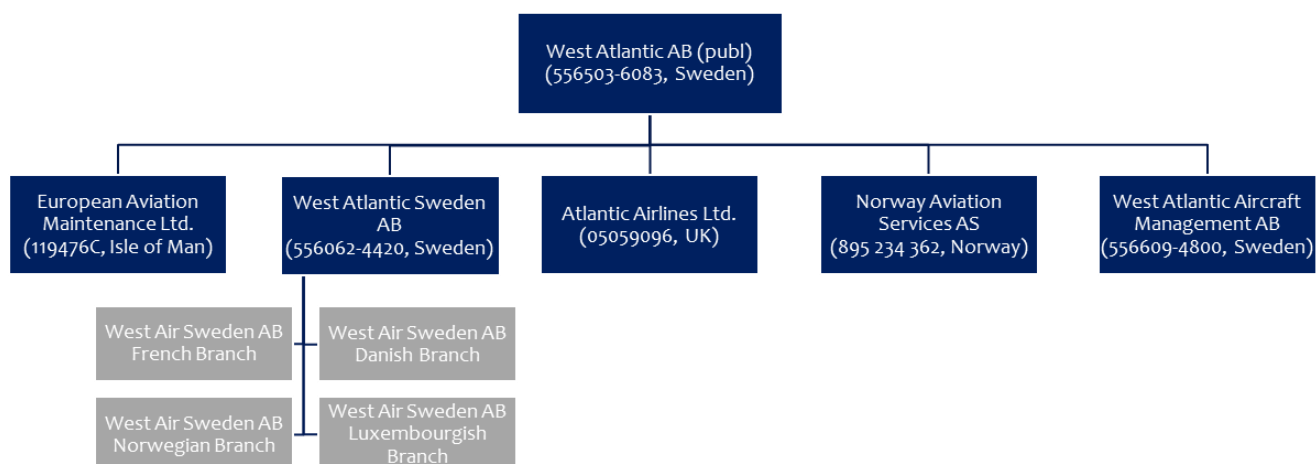 West Atlantic AB (publ)
(556503-6083, Sweden)
European Aviation
Maintenance Ltd.
(119476C, Isle of Man)
West Atlantic Sweden
AB
(556062-4420, Sweden)
Atlantic Airlines Ltd.
(05059096, UK)
Norway Aviation
Services AS
(895 234 362, Norway)
West Atlantic Aircraft
Management AB
(556609-4800, Sweden)
West Air Sweden AB
French Branch
West Air Sweden AB
Danish Branch
West Air Sweden AB
Norwegian Branch
West Air Sweden AB
Luxembourgish
Branch